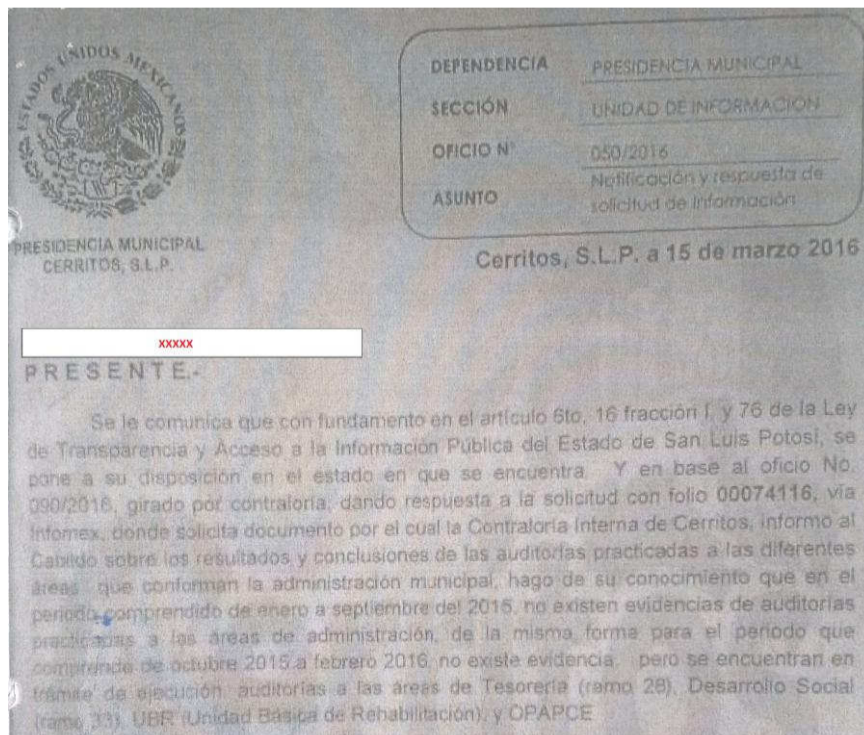 ESTADOS UNIDOS MEXICANOS
PRESIDENCIA MUNICIPAL
CERRITOS, S.L.P.
DEPENDENCIA PRESIDENCIA MUNICIPAL
SECCIÓN UNIDAD DE INFORMACIÓN
OFICIO N° 050/2016
ASUNTO Notificación y respuesta de
solicitud de Información
Cerritos, S.L.P. a 15 de marzo 2016
xxxxx
P R E S E N T E.-
Se le comunica que con fundamento en el artículo 6to, 16 fracción I, y 76 de la Ley
de Transparencia y Acceso a la Información Pública del Estado de San Luis Potosí, se
pone a su disposición en el estado en que se encuentra. Y en base al oficio No.
090/2016, girado por contraloría; dando respuesta a la solicitud con folio 00074116, vía
Infomex, donde solicita documento por el cual la Contraloría Interna de Cerritos, informo al
Cabildo sobre los resultados y conclusiones de las auditorías practicadas a las diferentes
áreas que conforman la administración municipal, hago de su conocimiento que en el
periodo comprendido de enero a septiembre del 2015, no existen evidencias de auditorías
practicadas a las áreas de administración, de la misma forma para el periodo que
comprende de octubre 2015 a febrero 2016, no existe evidencia, pero se encuentran en
trámite de ejecución, auditorías a las áreas de Tesorería (ramo 28), Desarrollo Social
(ramo 33), UBR (Unidad Básica de Rehabilitación), y OPAPCE